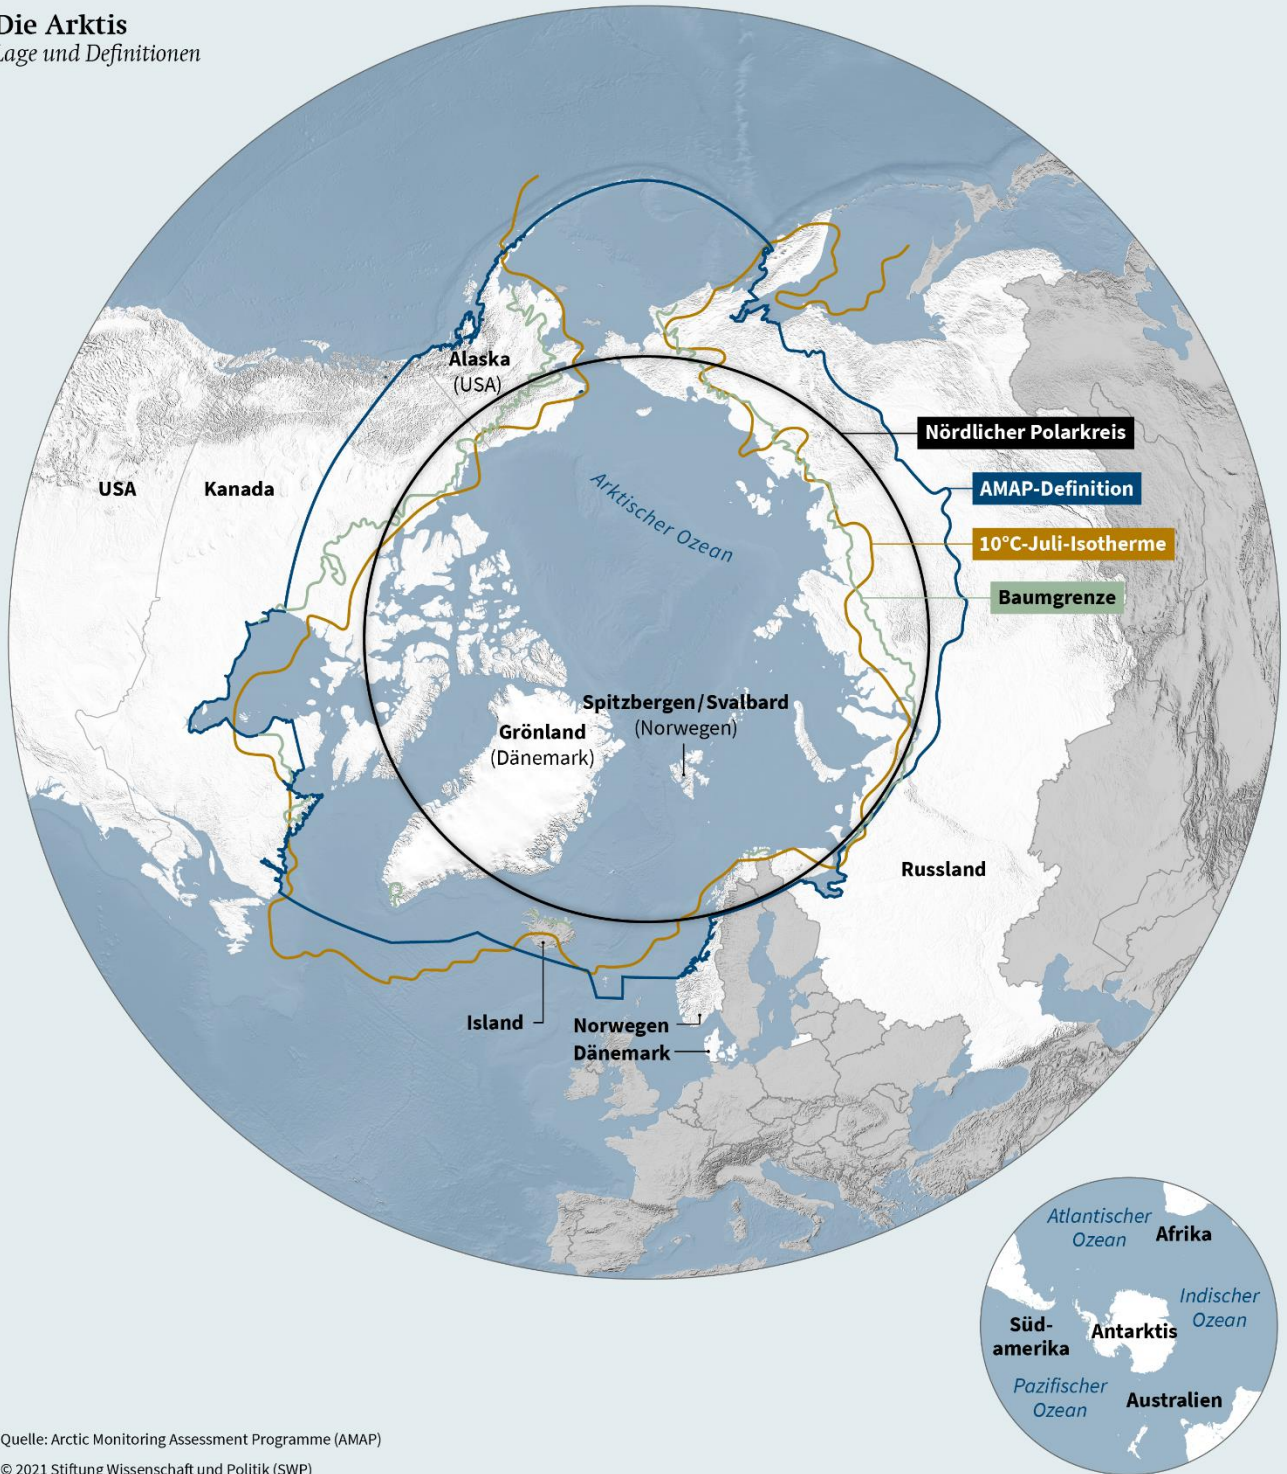 Die Arktis
Lage und Definitionen
Alaska
(USA)
Nördlicher Polarkreis
USA
Kanada
AMAP-Definition
Arktischer Ozean
10°C-Juli-Isotherme
Baumgrenze
Spitzbergen/Svalbard
(Norwegen)
Grönland
(Dänemark)
Russland
Island
Norwegen
Dänemark
Atlantischer
Ozean
Afrika
Indischer
Ozean
Süd-
amerika
Antarktis
Pazifischer
Ozean
Australien
Quelle: Arctic Monitoring Assessment Programme (AMAP)
© 2021 Stiftung Wissenschaft und Politik (SWP)